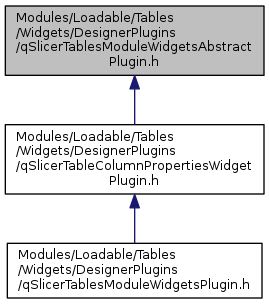 Modules/Loadable/Tables
/Widgets/DesignerPlugins
/qSlicerTablesModuleWidgetsAbstract
Plugin.h
Modules/Loadable/Tables
/Widgets/DesignerPlugins
/qSlicerTableColumnPropertiesWidget
Plugin.h
Modules/Loadable/Tables
/Widgets/DesignerPlugins
/qSlicerTablesModuleWidgetsPlugin.h